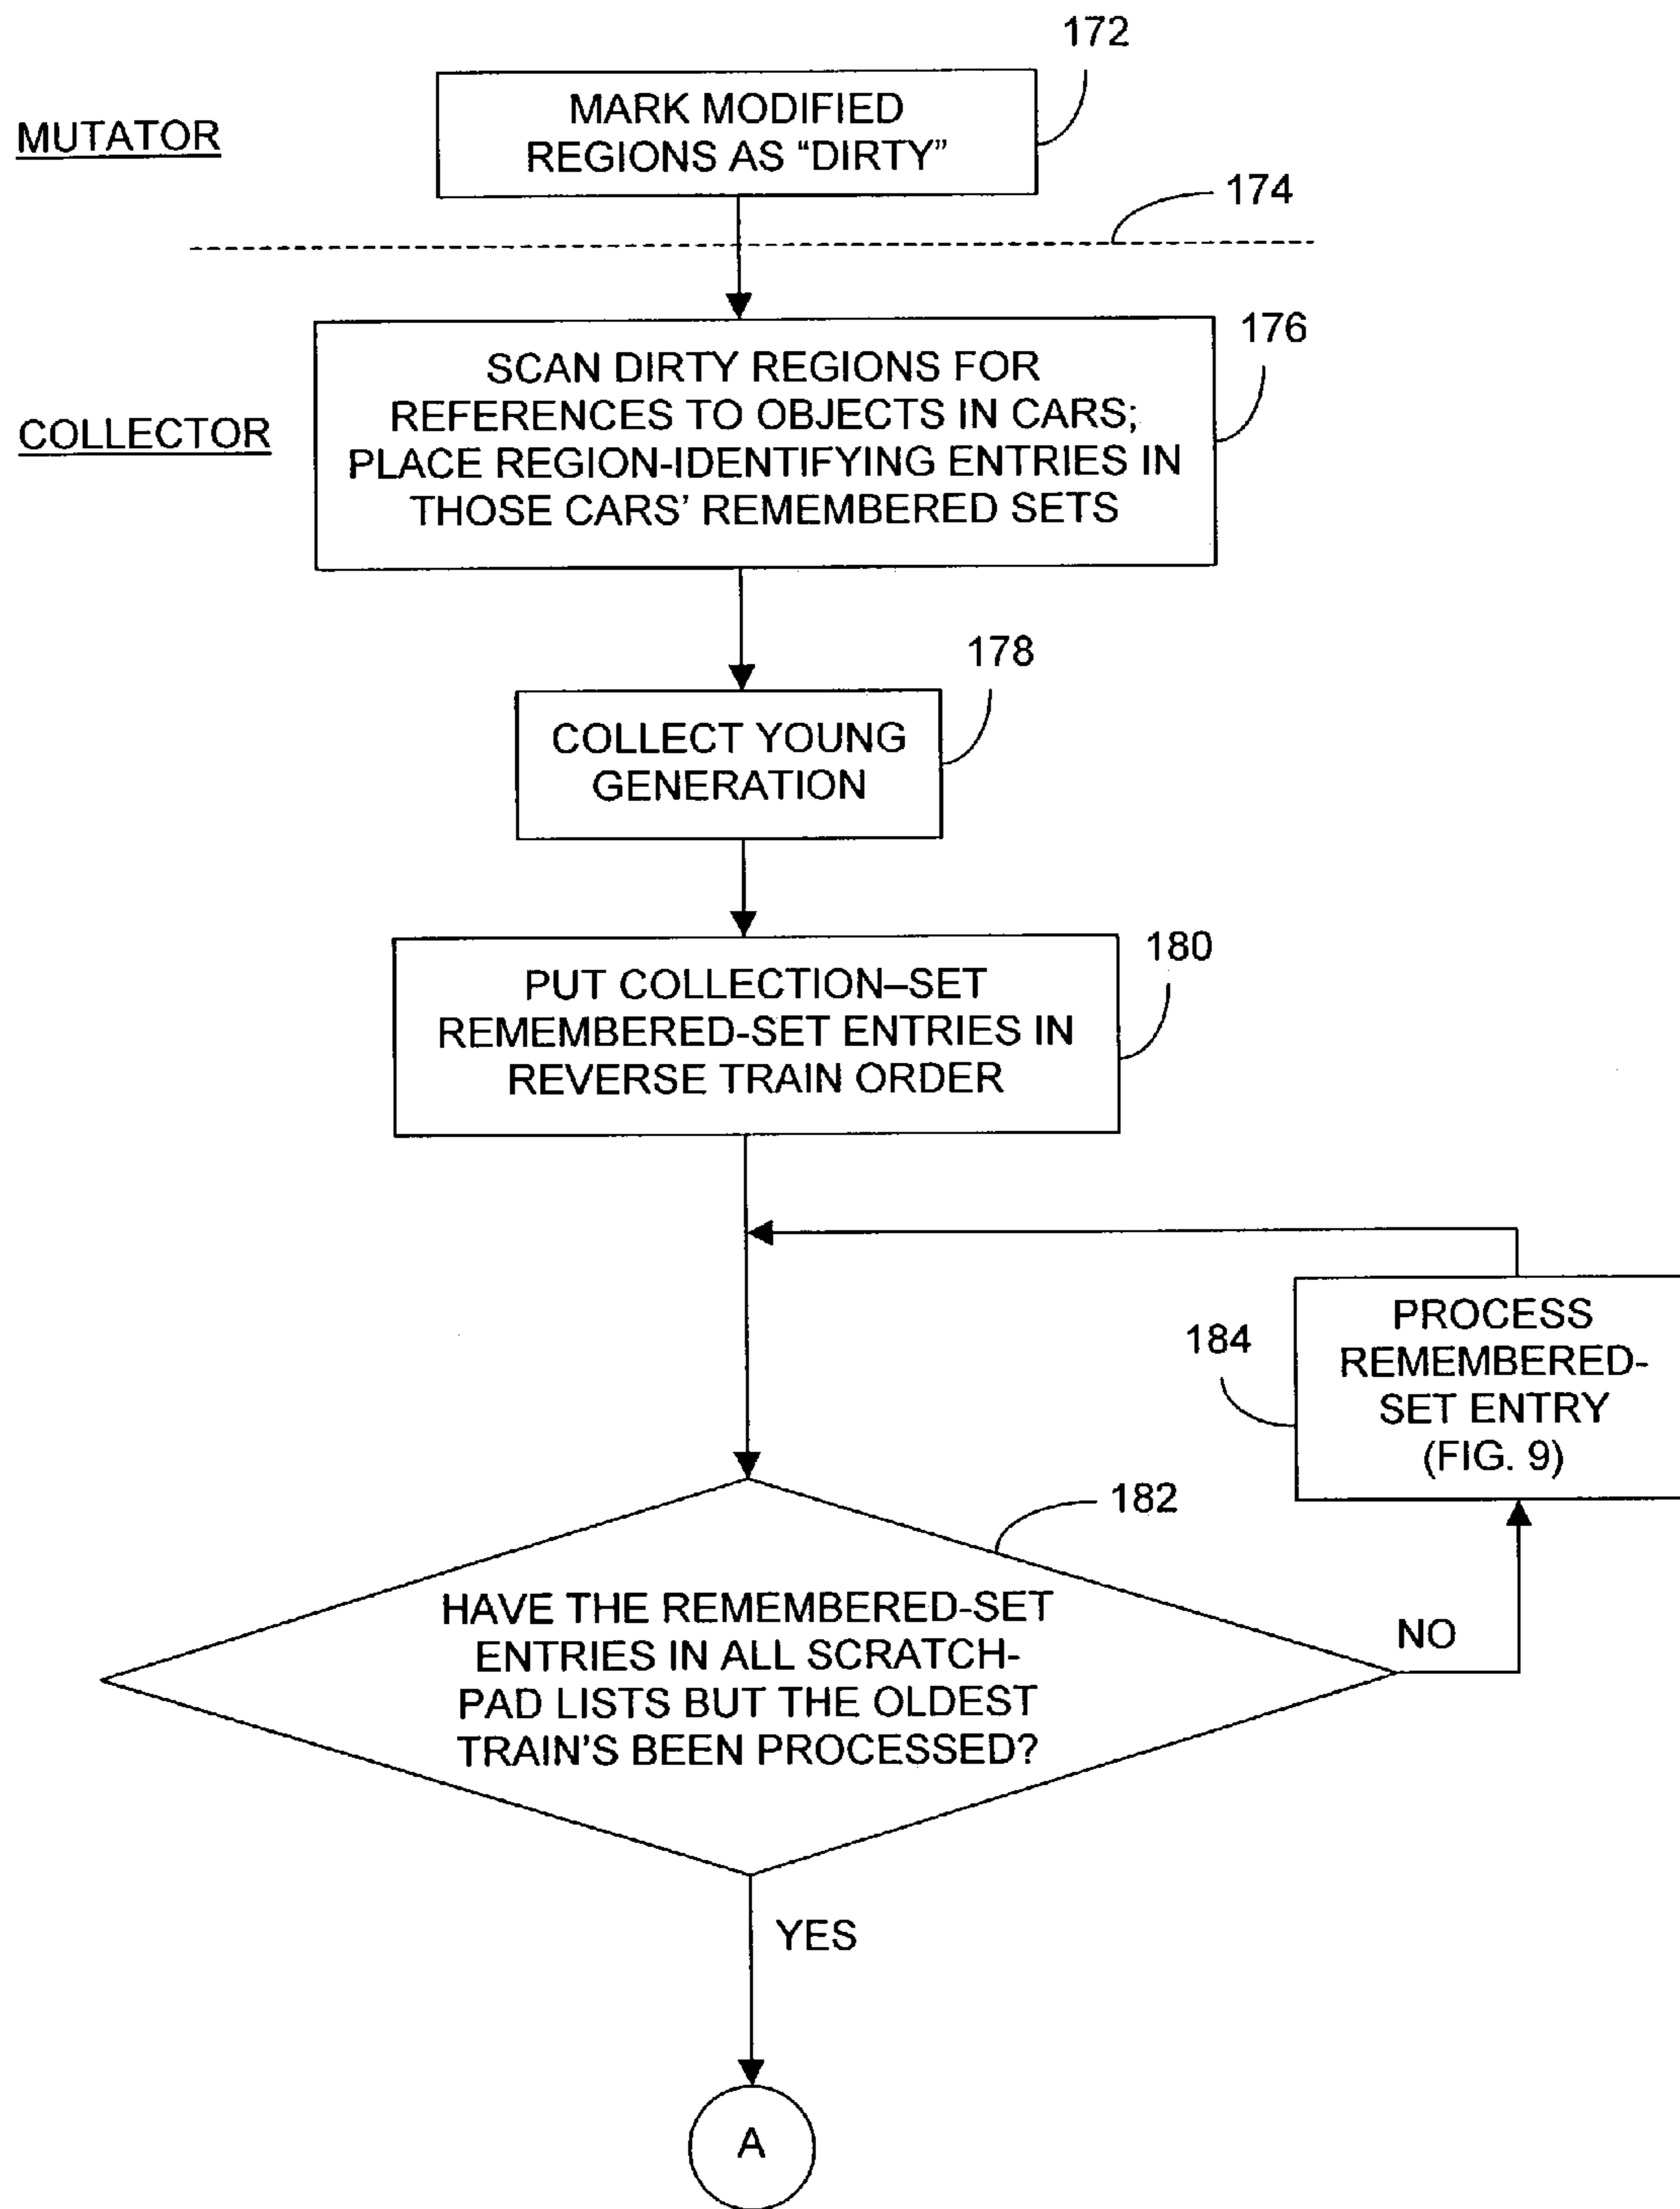 172
MARK MODIFIED
REGIONS AS “DIRTY”
MUTATOR
174
176
SCAN DIRTY REGIONS FOR
REFERENCES TO OBJECTS IN CARS;
PLACE REGION-IDENTIFYING ENTRIES IN
THOSE CARS’ REMEMBERED SETS
COLLECTOR
178
COLLECT YOUNG
GENERATION
180
PUT COLLECTION–SET
REMEMBERED-SET ENTRIES IN
REVERSE TRAIN ORDER
184
PROCESS
REMEMBERED-
SET ENTRY
(FIG. 9)
182
HAVE THE REMEMBERED-SET
ENTRIES IN ALL SCRATCH-
PAD LISTS BUT THE OLDEST
TRAIN’S BEEN PROCESSED?
NO
YES
A